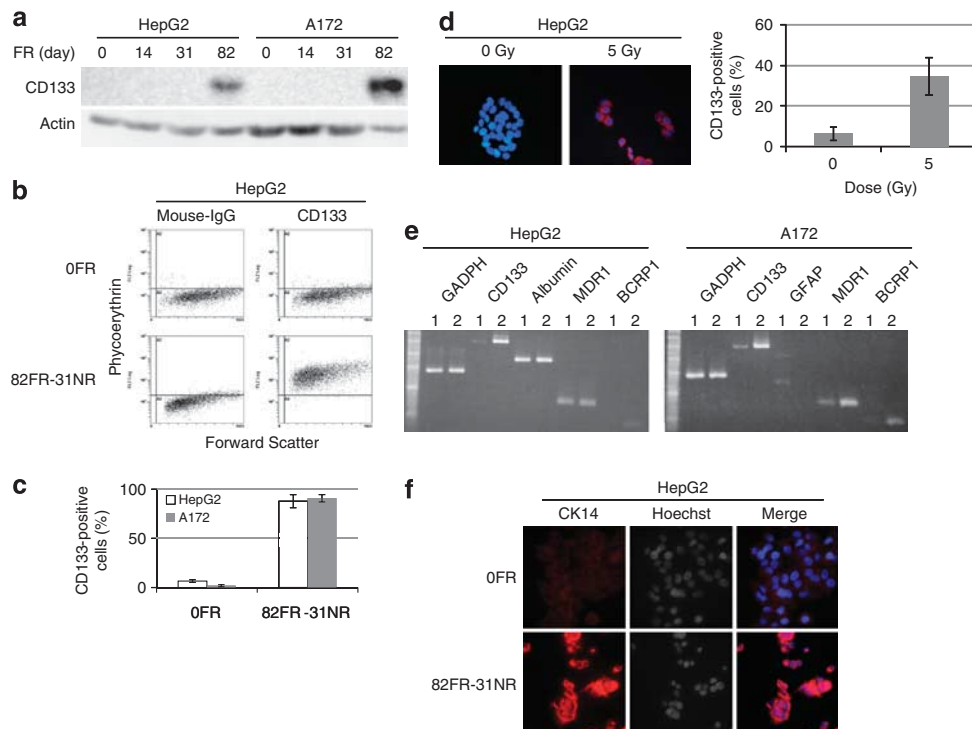 a
HepG2
A172
FR (day)
0 14 31 82 0 14 31 82
CD133
Actin
b
HepG2
Mouse-IgG
CD133
Phycoerythrin
0FR
82FR-31NR
Forward Scatter
c
CD133-positive
cells (%)
100
50
0
HepG2
A172
0FR
82FR-31NR
d
HepG2
0 Gy
5 Gy
CD133-positive
cells (%)
60
40
20
0
0
5
Dose (Gy)
e
HepG2
GADPH CD133 Albumin MDR1 BCRP1
1 2 1 2 1 2 1 2 1 2
A172
GADPH CD133 GFAP MDR1 BCRP1
1 2 1 2 1 2 1 2 1 2
f
HepG2
CK14
Hoechst
Merge
0FR
82FR-31NR